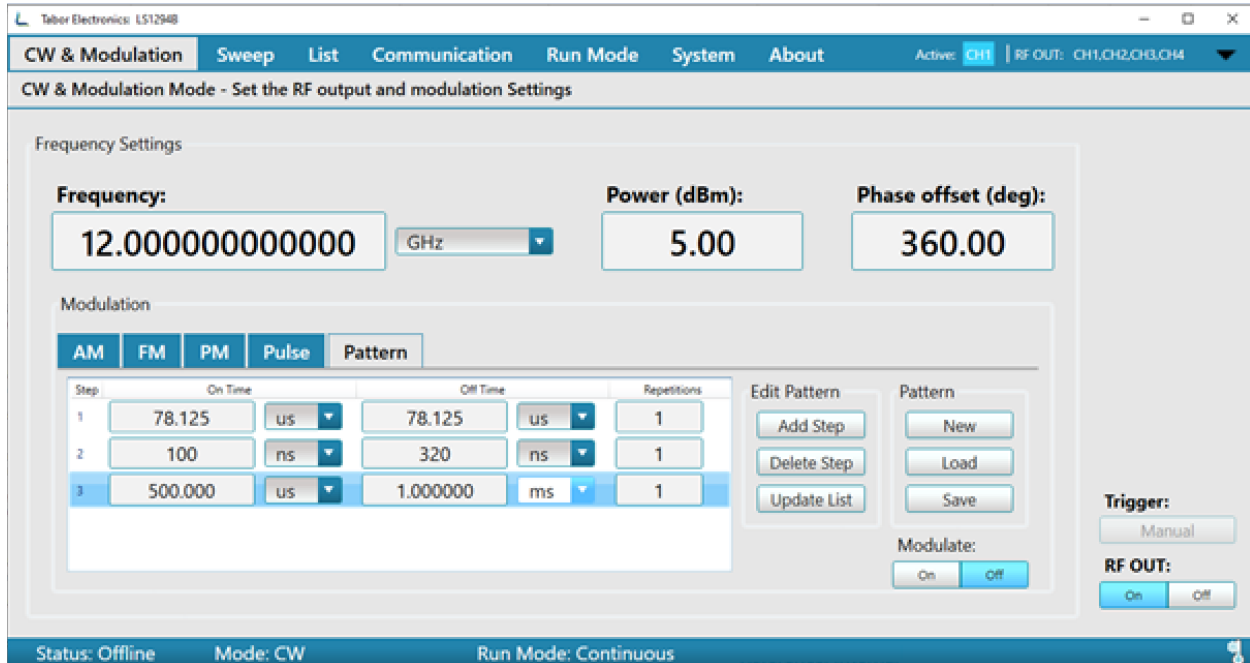 Tabor Electronics: LS1294B
CW & Modulation Sweep List Communication Run Mode System About Active: CH1 | RF OUT: CH1,CH2,CH3,CH4
CW & Modulation Mode - Set the RF output and modulation Settings
Frequency Settings
Frequency: Power (dBm): Phase offset (deg):
12.000000000000 GHz 5.00 360.00
Modulation
AM FM PM Pulse Pattern
Step On Time Off Time Repetitions Edit Pattern Pattern
1 78.125 us 78.125 us 1 Add Step New
2 100 ns 320 ns 1 Delete Step Load
3 500.000 us 1.000000 ms 1 Update List Save
Trigger:
Manual
Modulate:
On Off
RF OUT:
On Off
Status: Offline Mode: CW Run Mode: Continuous